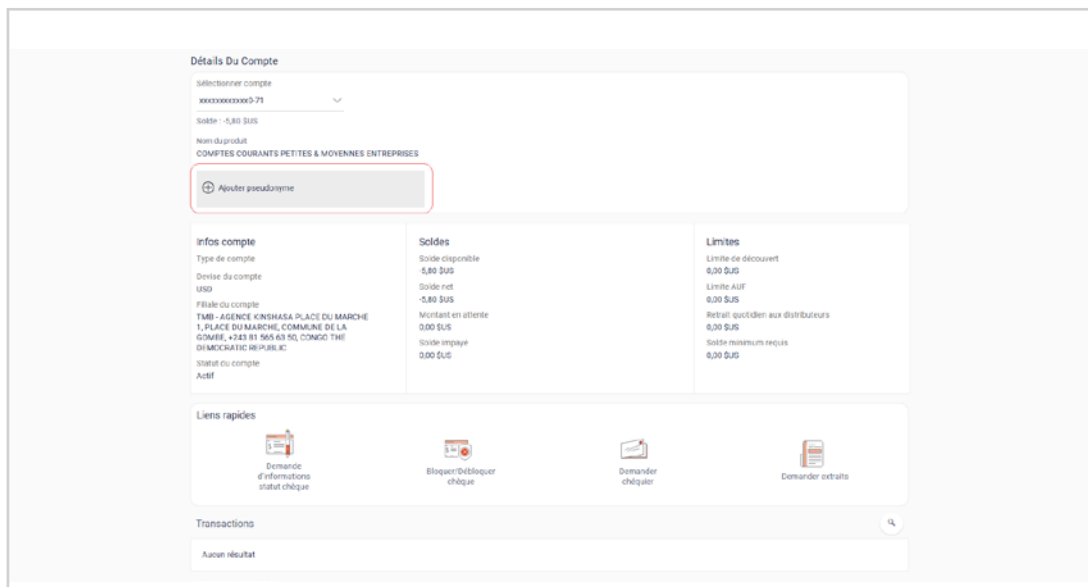 Détails Du Compte
Sélectionner compte
xxxxxxxxxxxx0-71
Solde : -5,80 $US
Nom du produit
COMPTES COURANTS PETITES & MOYENNES ENTREPRISES
Ajouter pseudonyme
Infos compte
Type de compte
Devise du compte
USD
Filiale du compte
TMB - AGENCE KINSHASA PLACE DU MARCHE
1, PLACE DU MARCHE, COMMUNE DE LA
GOMBE, +243 81 565 63 50, CONGO THE
DEMOCRATIC REPUBLIC
Statut du compte
Actif
Soldes
Solde disponible
-5,80 $US
Solde net
-5,80 $US
Montant en attente
0,00 $US
Solde impaye
0,00 $US
Limites
Limite de découvert
0,00 $US
Limite AUF
0,00 $US
Retrait quotidien aux distributeurs
0,00 $US
Solde minimum requis
0,00 $US
Liens rapides
Demande
d'informations
statut chèque
Bloquer/Débloquer
chèque
Demander
chéquier
Demander extraits
Transactions
Aucun résultat